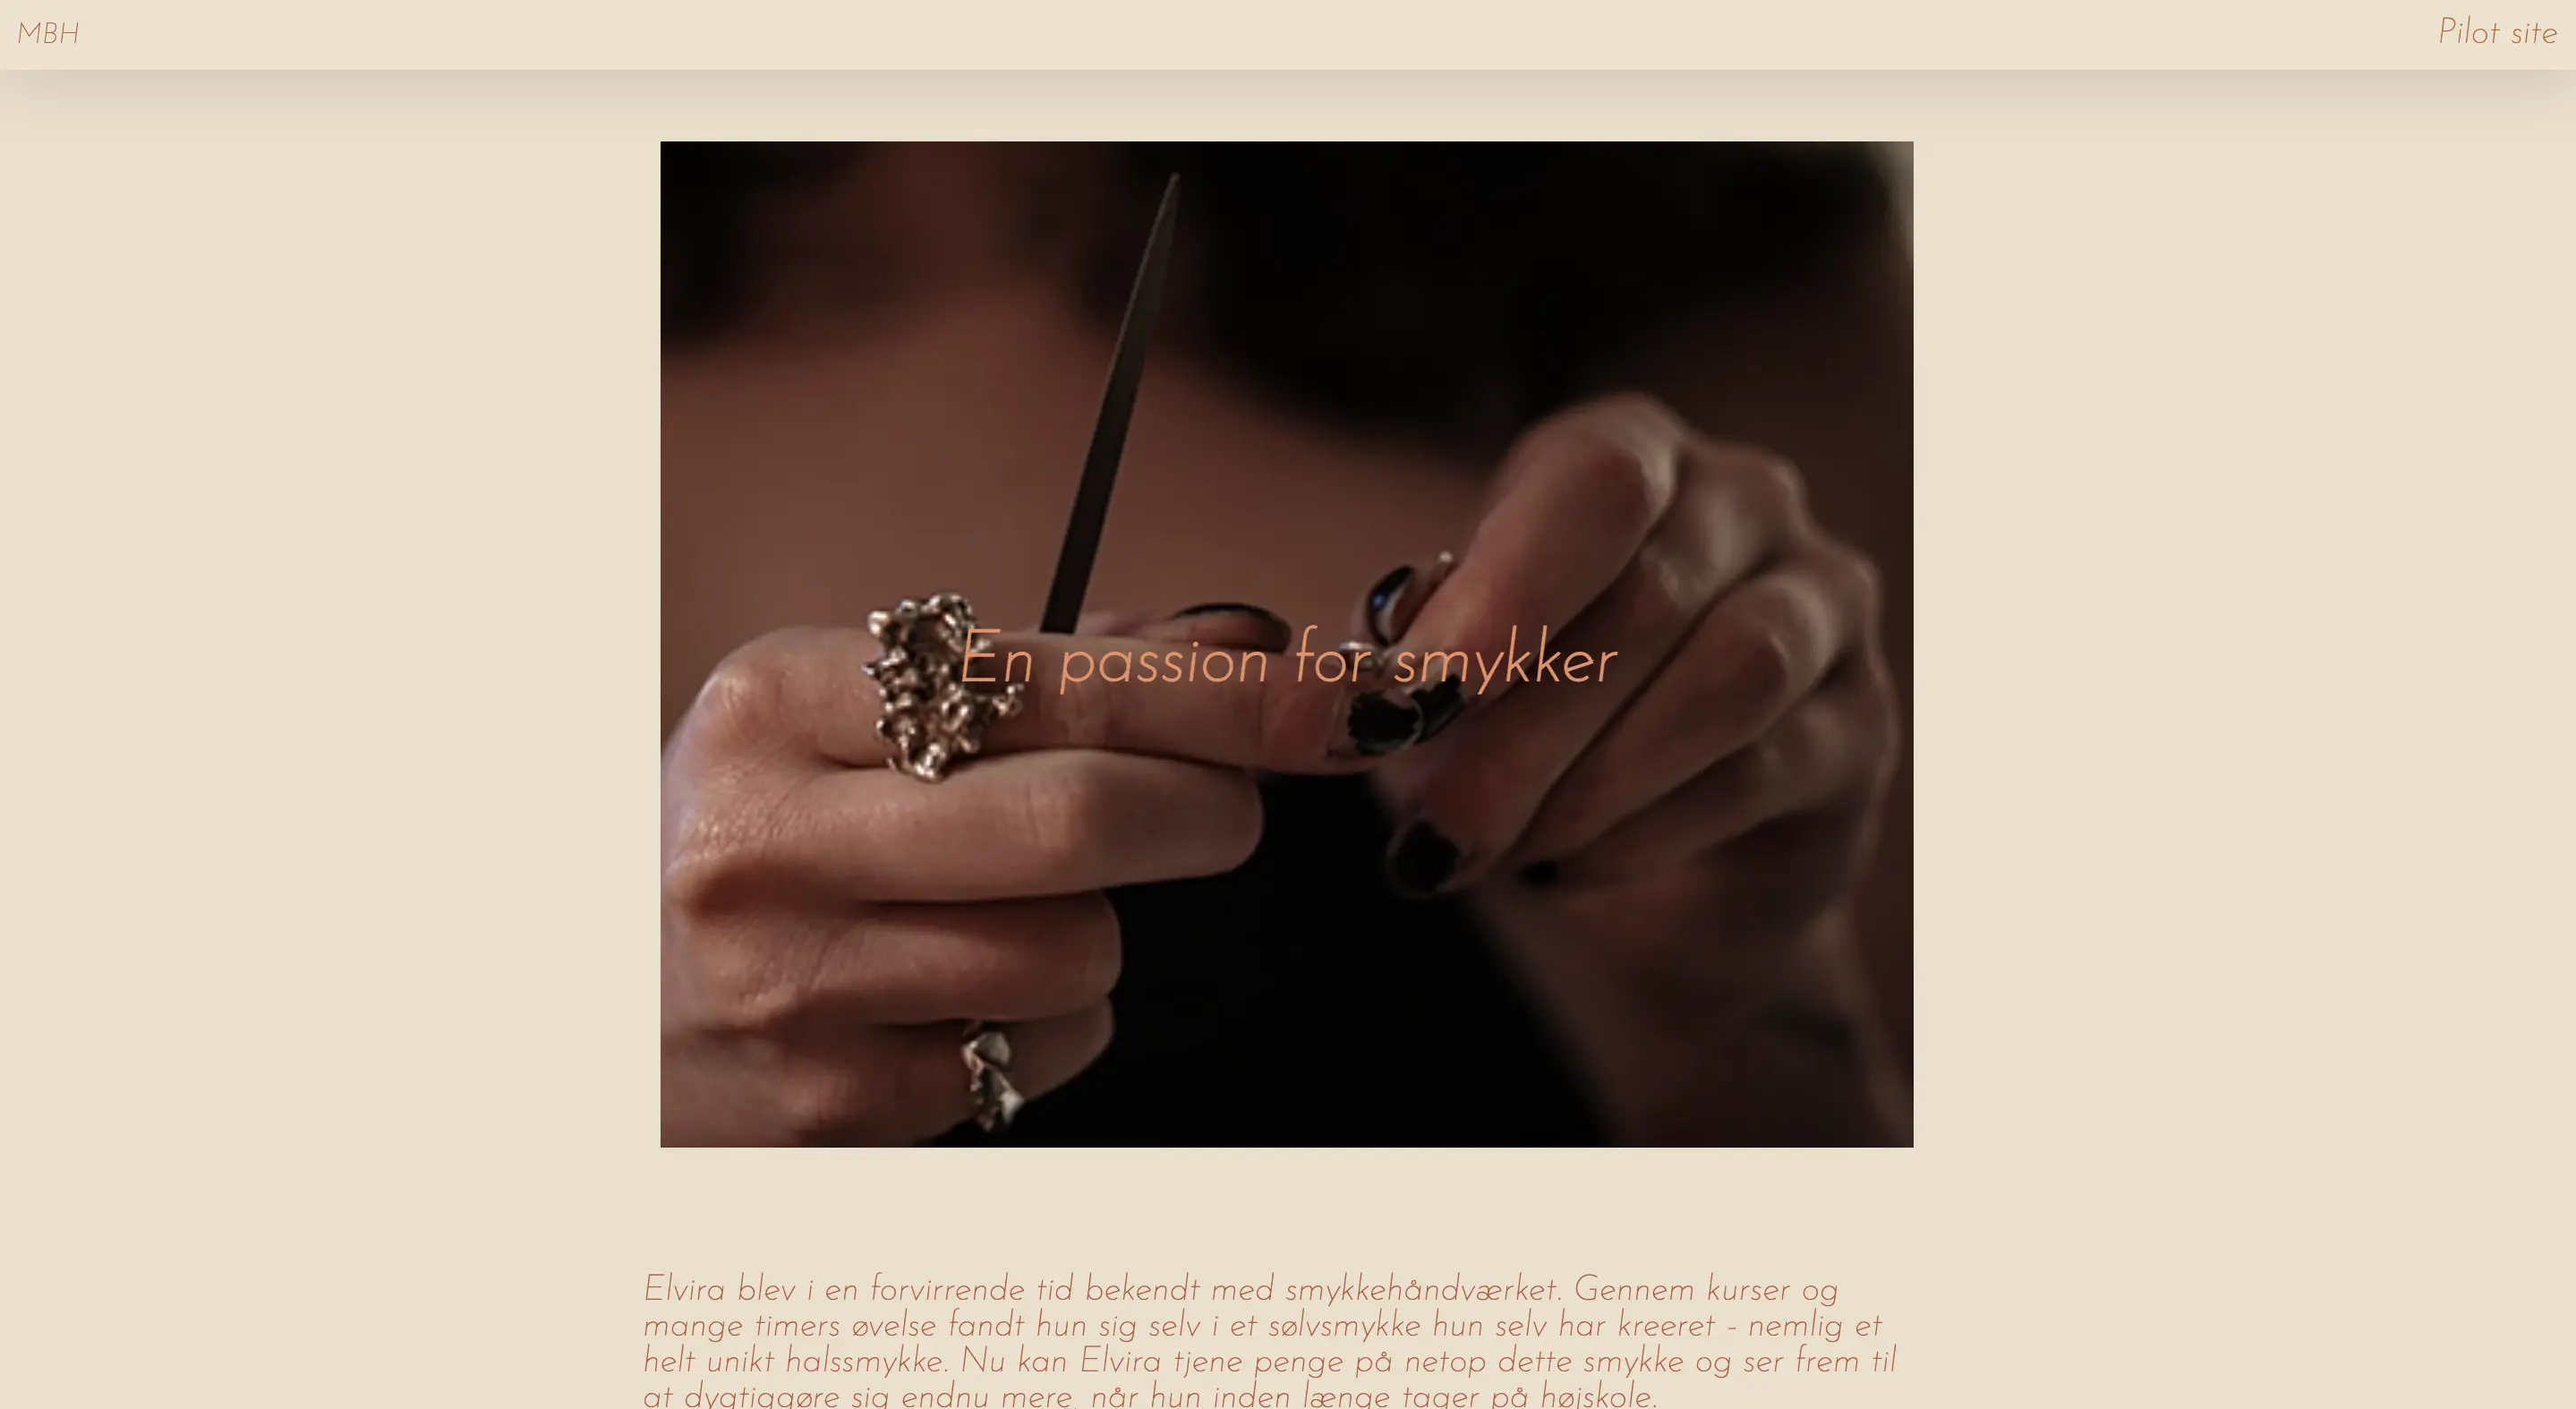 MBH
Pilot site
En passion for smykker
Elvira blev i en forvirrende tid bekendt med smykkehåndværket. Gennem kurser og
mange timers øvelse fandt hun sig selv i et sølvsmykke hun selv har kreeret - nemlig et
helt unikt halssmykke. Nu kan Elvira tjene penge på netop dette smykke og ser frem til
at dygtiggøre sig endnu mere, når hun inden længe tager på højskole.